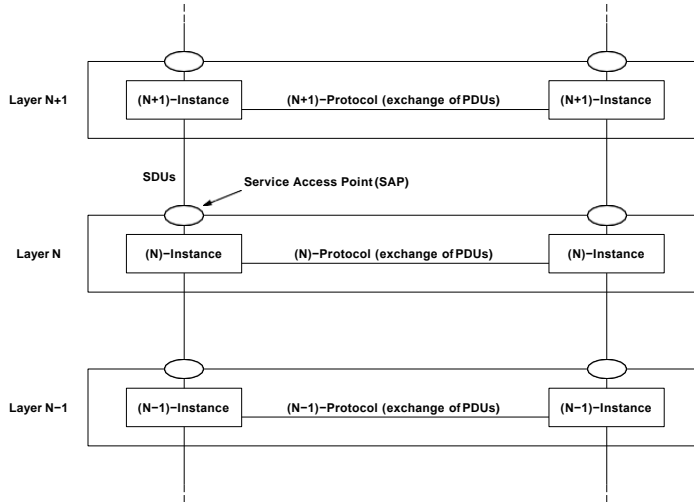 Layer N+1
(N+1)−Instance
(N+1)−Protocol (exchange of PDUs)
(N+1)−Instance
SDUs
Service Access Point (SAP)
Layer N
(N)−Instance
(N)−Protocol (exchange of PDUs)
(N)−Instance
Layer N−1
(N−1)−Instance
(N−1)−Protocol (exchange of PDUs)
(N−1)−Instance